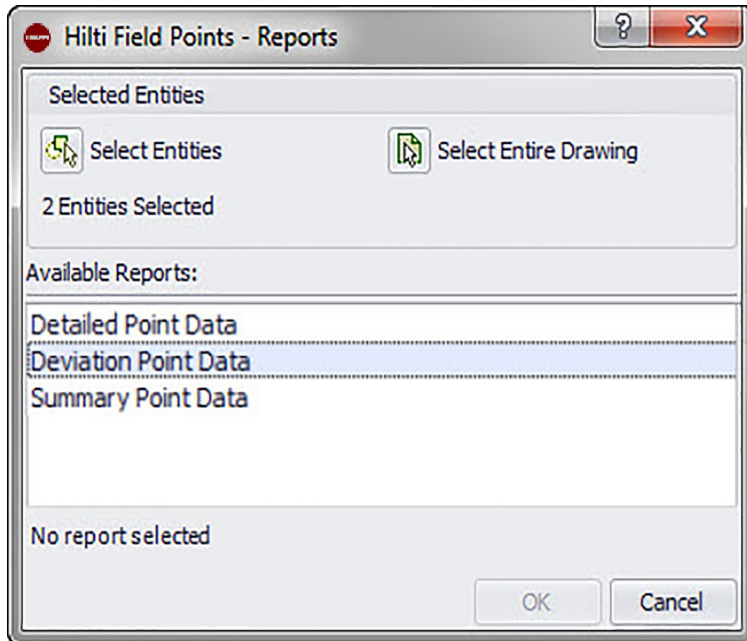 Hilti Field Points - Reports
Selected Entities
Select Entities Select Entire Drawing
2 Entities Selected
Available Reports:
Detailed Point Data
Deviation Point Data
Summary Point Data
No report selected
OK Cancel